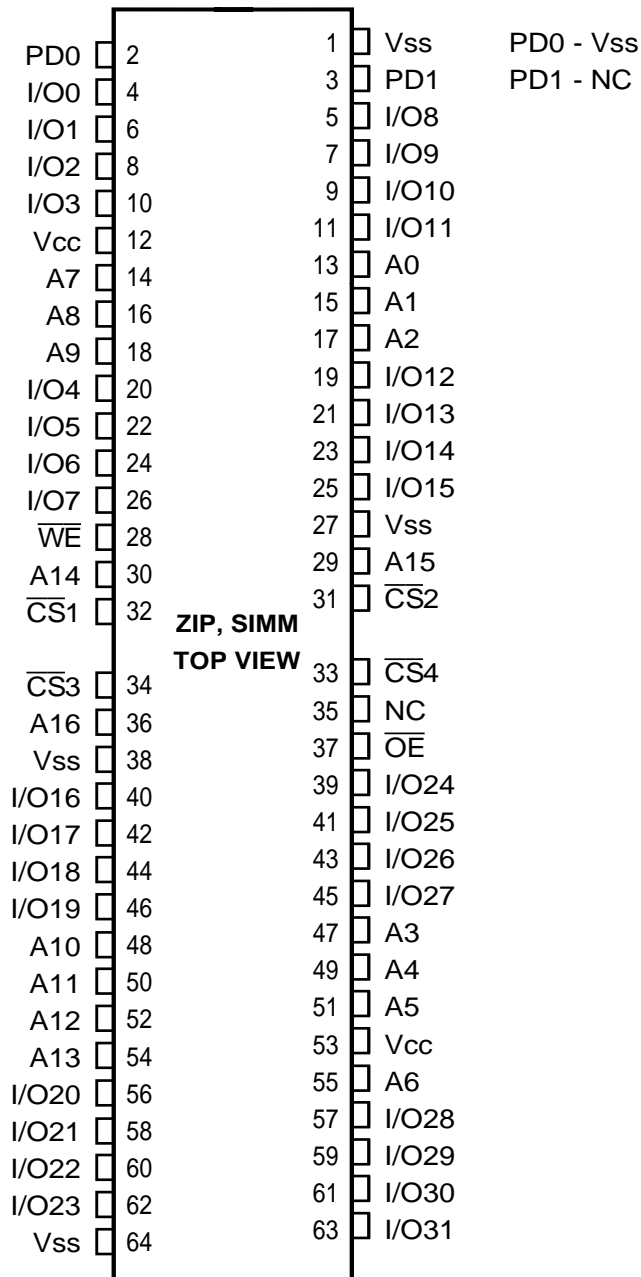 1 Vss PD0 - Vss
PD0 2
3 PD1 PD1 - NC
I/O0 4
5 I/O8
I/O1 6
7 I/O9
I/O2 8
9 I/O10
I/O3 10
11 I/O11
Vcc 12
13 A0
A7 14
15 A1
A8 16
17 A2
A9 18
19 I/O12
I/O4 20
21 I/O13
I/O5 22
23 I/O14
I/O6 24
25 I/O15
I/O7 26
27 Vss
W̅E̅ 28
29 A15
A14 30
31 C̅S̅2
C̅S̅1 32
ZIP, SIMM
TOP VIEW
33 C̅S̅4
C̅S̅3 34
35 NC
A16 36
37 O̅E̅
Vss 38
39 I/O24
I/O16 40
41 I/O25
I/O17 42
43 I/O26
I/O18 44
45 I/O27
I/O19 46
47 A3
A10 48
49 A4
A11 50
51 A5
A12 52
53 Vcc
A13 54
55 A6
I/O20 56
57 I/O28
I/O21 58
59 I/O29
I/O22 60
61 I/O30
I/O23 62
63 I/O31
Vss 64